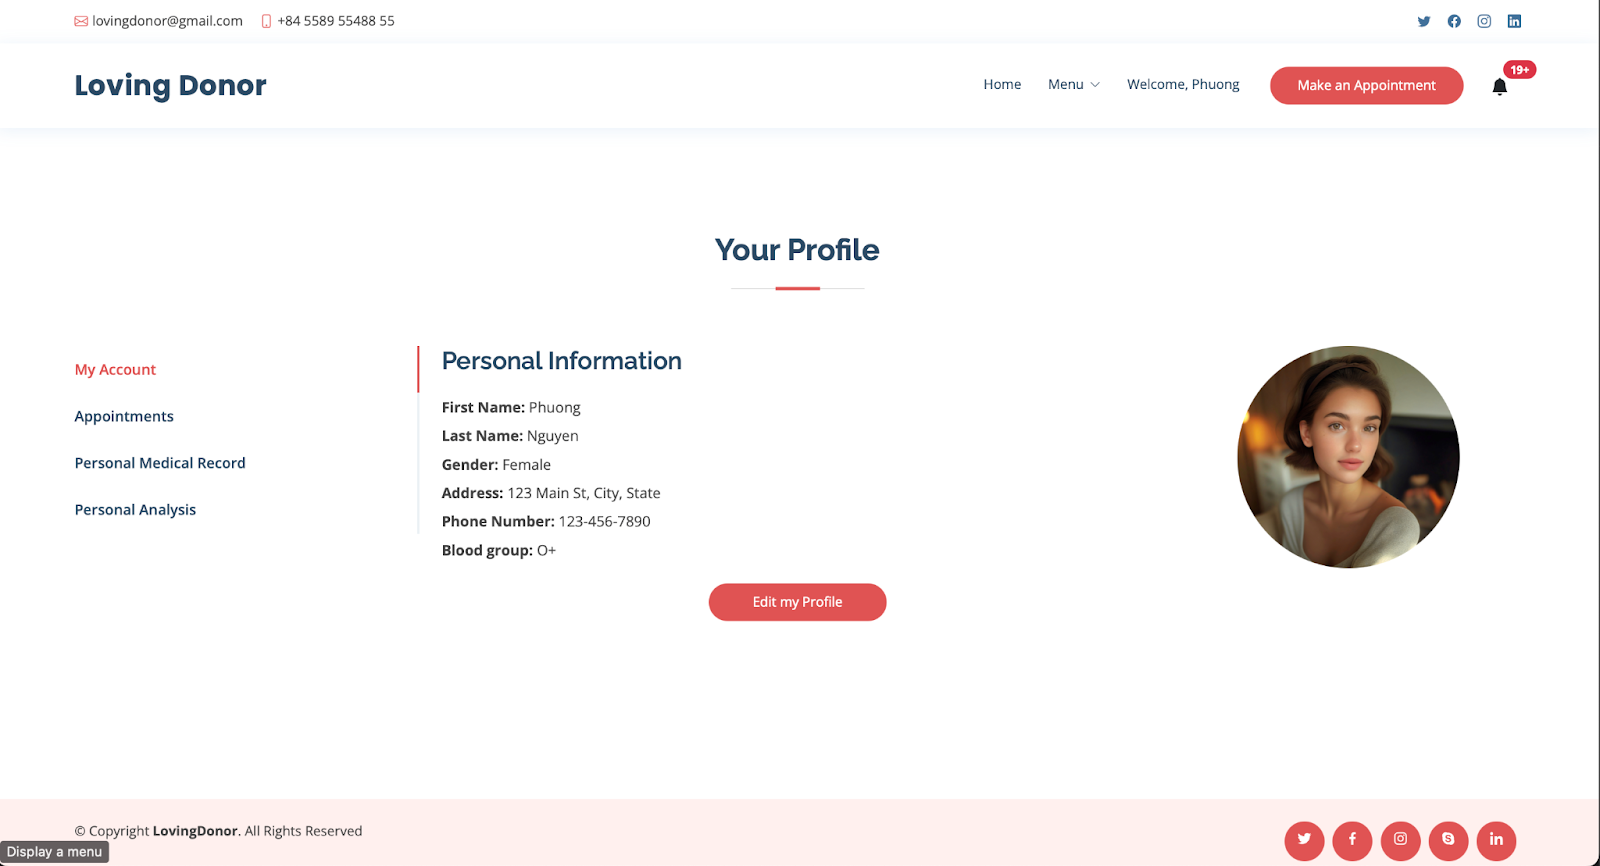 lovingdonor@gmail.com +84 5589 55488 55
Loving Donor
Home Menu Welcome, Phuong Make an Appointment 19+
Your Profile
My Account
Appointments
Personal Medical Record
Personal Analysis
Personal Information
First Name: Phuong
Last Name: Nguyen
Gender: Female
Address: 123 Main St, City, State
Phone Number: 123-456-7890
Blood group: O+
Edit my Profile
© Copyright LovingDonor. All Rights Reserved
Display a menu